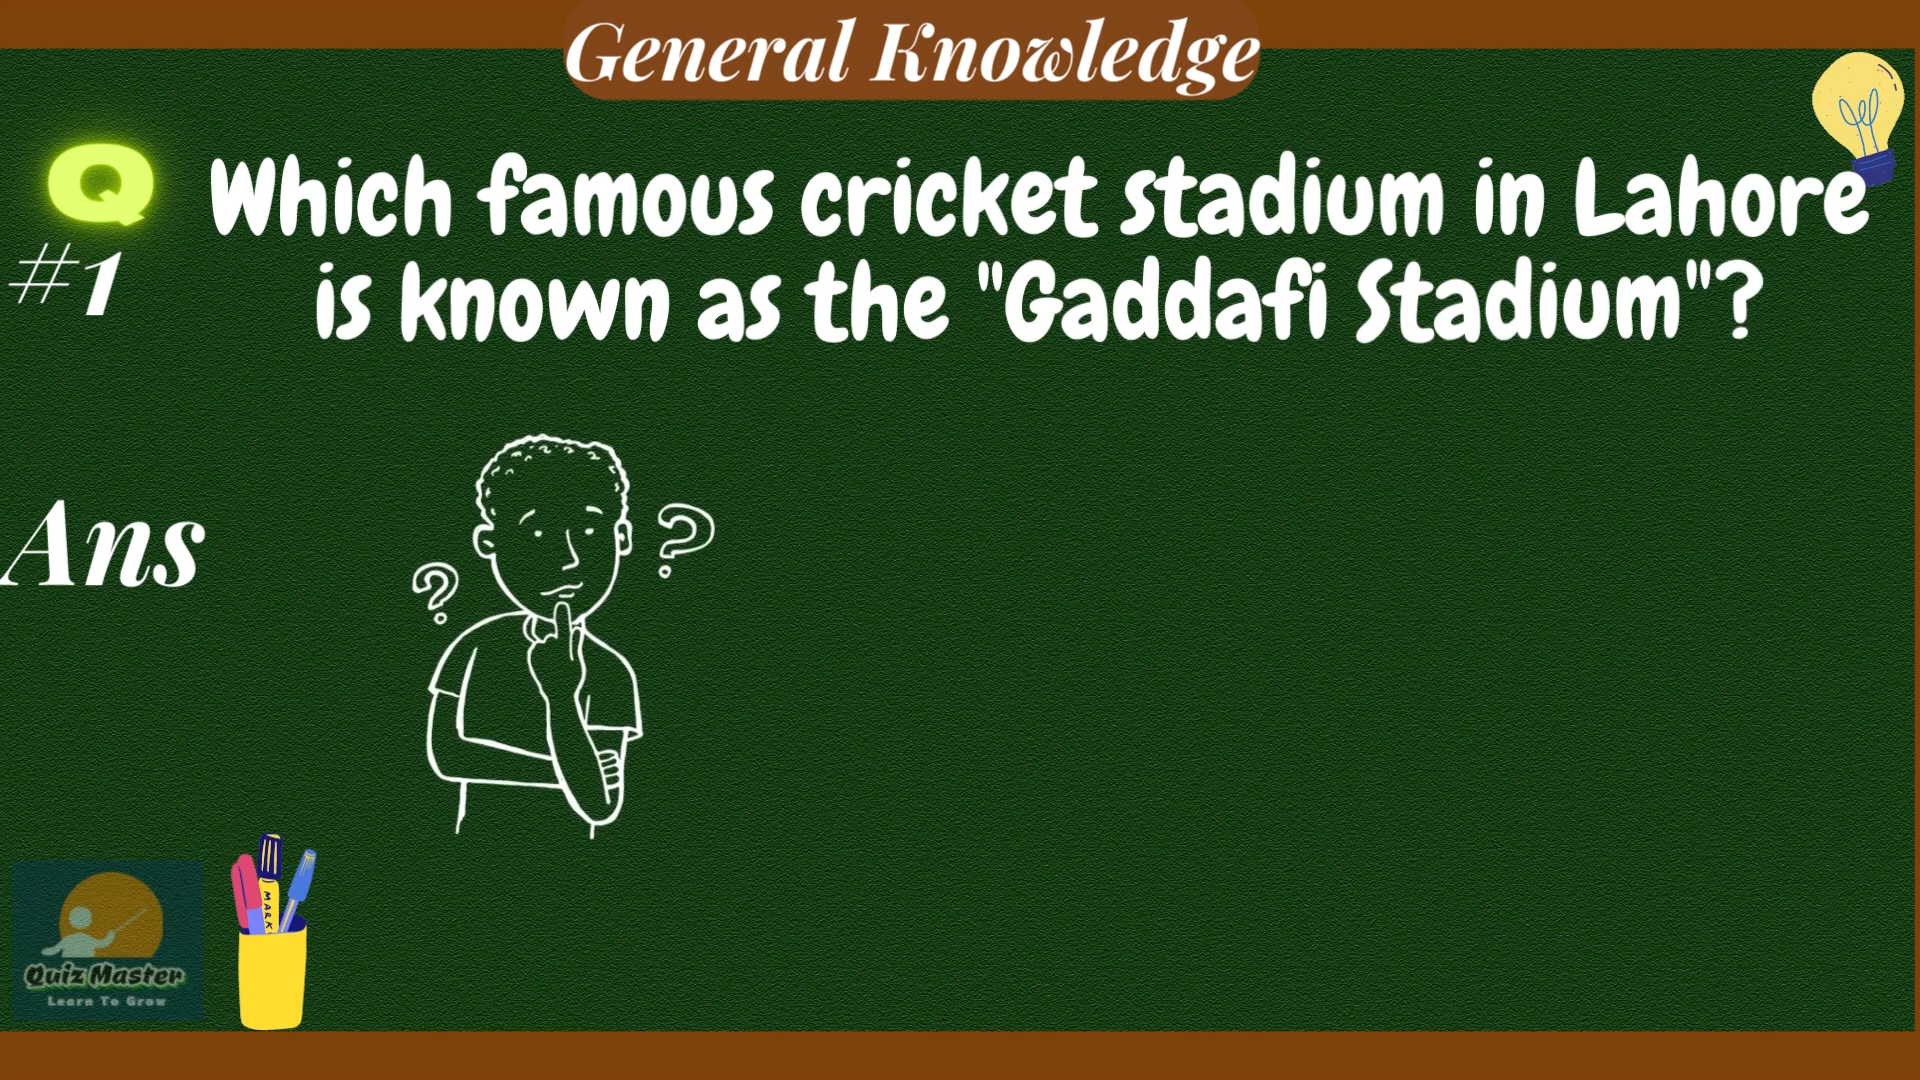 General Knowledge
Q
#1
Which famous cricket stadium in Lahore
is known as the "Gaddafi Stadium"?
Ans
? ?
MARK
Quiz Master
Learn To Grow